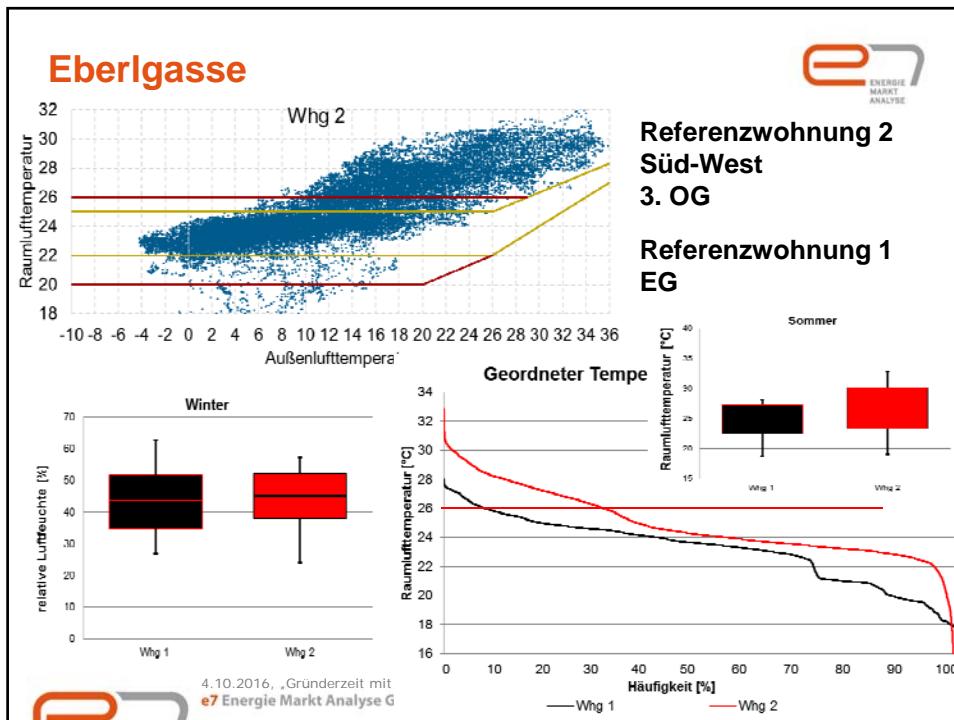 Eberlgasse
e7 ENERGIE
MARKT
ANALYSE
Whg 2
Raumlufttemperatur
32
30
28
26
24
22
20
18
-10 -8 -6 -4 -2 0 2 4 6 8 10 12 14 16 18 20 22 24 26 28 30 32 34 36
Außenlufttempera
Referenzwohnung 2
Süd-West
3. OG
Referenzwohnung 1
EG
Sommer
Raumlufttemperatur [°C]
40
35
30
25
20
15
Whg 1 Whg 2
Winter
relative Luftfeuchte [%]
70
60
50
40
30
20
10
0
Whg 1 Whg 2
Geordneter Tempe
Raumlufttemperatur [°C]
34
32
30
28
26
24
22
20
18
16
0 10 20 30 40 50 60 70 80 90 100
Häufigkeit [%]
Whg 1 Whg 2
4.10.2016, „Gründerzeit mit
e7 Energie Markt Analyse G